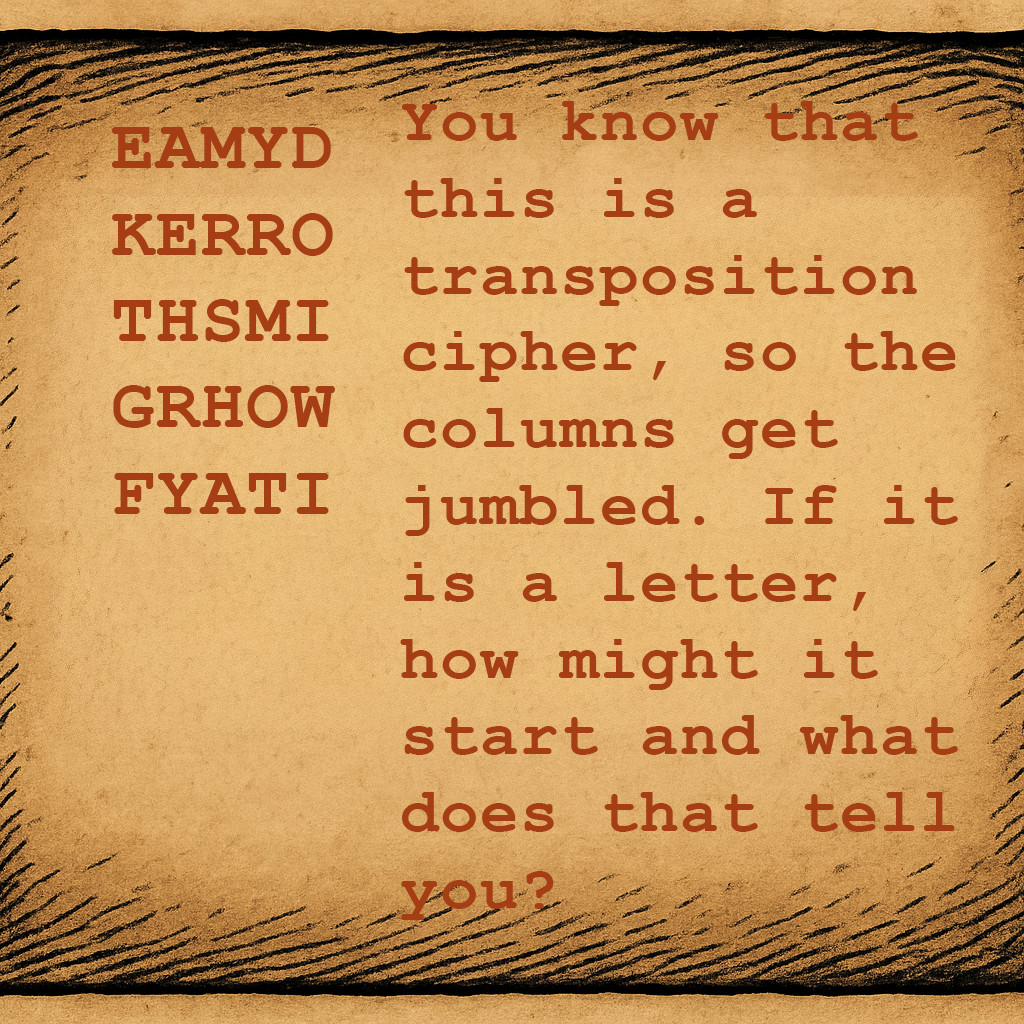 EAMYD
KERRO
THSMI
GRHOW
FYATI
You know that
this is a
transposition
cipher, so the
columns get
jumbled. If it
is a letter,
how might it
start and what
does that tell
you?